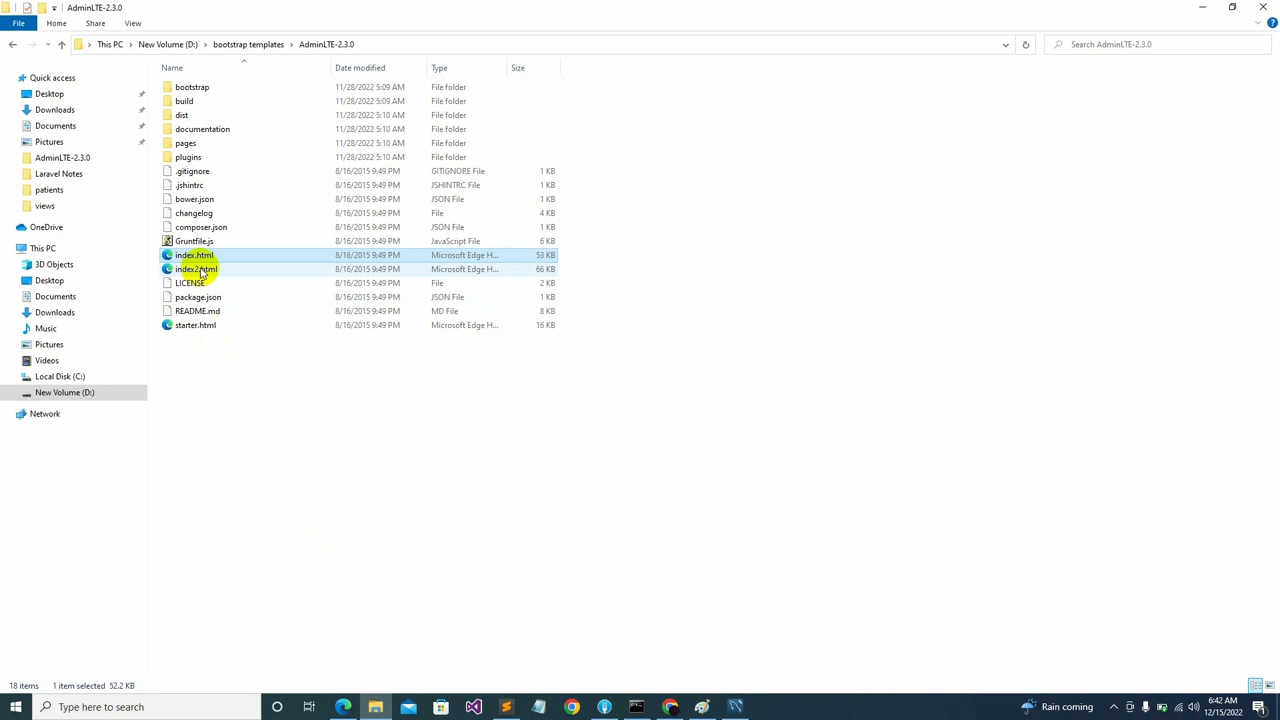 AdminLTE-2.3.0
File Home Share View
This PC > New Volume (D:) > bootstrap templates > AdminLTE-2.3.0
Search AdminLTE-2.3.0
Name Date modified Type Size
Quick access
Desktop
Downloads
Documents
Pictures
AdminLTE-2.3.0
Laravel Notes
patients
views
OneDrive
This PC
3D Objects
Desktop
Documents
Downloads
Music
Pictures
Videos
Local Disk (C:)
New Volume (D:)
Network
bootstrap 11/28/2022 5:09 AM File folder
build 11/28/2022 5:09 AM File folder
dist 11/28/2022 5:10 AM File folder
documentation 11/28/2022 5:10 AM File folder
pages 11/28/2022 5:10 AM File folder
plugins 11/28/2022 5:10 AM File folder
.gitignore 8/16/2015 9:49 PM GITIGNORE File 1 KB
.jshintrc 8/16/2015 9:49 PM JSHINTRC File 1 KB
bower.json 8/16/2015 9:49 PM JSON File 1 KB
changelog 8/16/2015 9:49 PM File 4 KB
composer.json 8/16/2015 9:49 PM JSON File 1 KB
Gruntfile.js 8/16/2015 9:49 PM JavaScript File 6 KB
index.html 8/16/2015 9:49 PM Microsoft Edge H... 53 KB
index2.html 8/16/2015 9:49 PM Microsoft Edge H... 66 KB
LICENSE 8/16/2015 9:49 PM File 2 KB
package.json 8/16/2015 9:49 PM JSON File 1 KB
README.md 8/16/2015 9:49 PM MD File 8 KB
starter.html 8/16/2015 9:49 PM Microsoft Edge H... 16 KB
18 items 1 item selected 52.2 KB
Type here to search
Rain coming
6:42 AM
12/15/2022